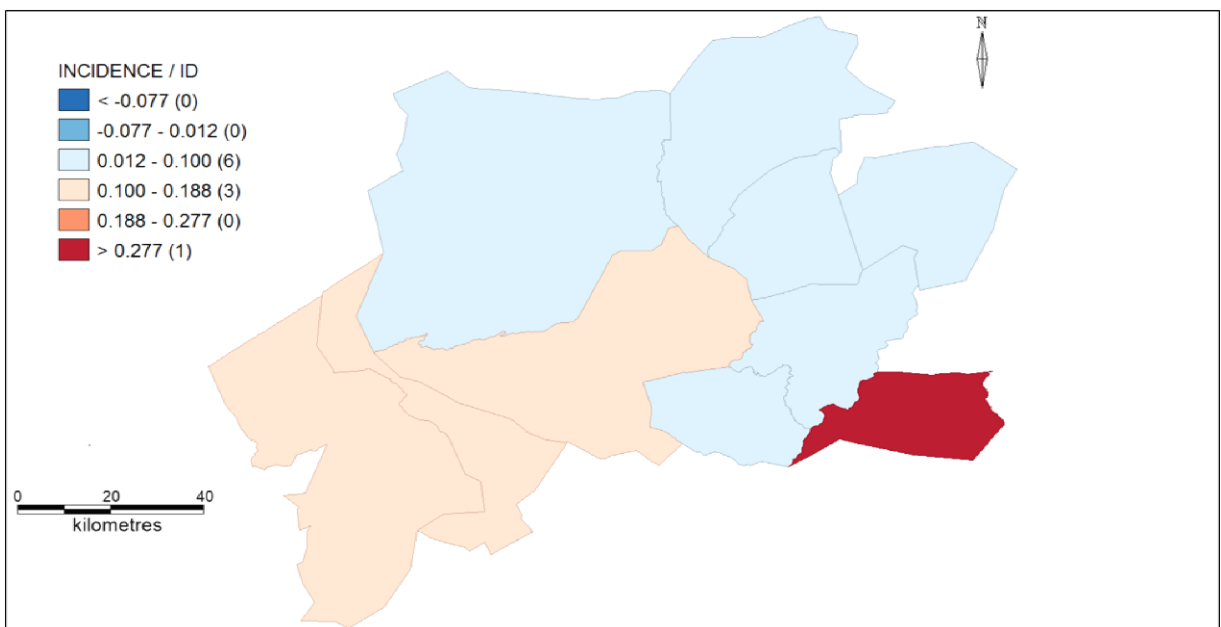 N
INCIDENCE / ID
< -0.077 (0)
-0.077 - 0.012 (0)
0.012 - 0.100 (6)
0.100 - 0.188 (3)
0.188 - 0.277 (0)
> 0.277 (1)
0 20 40
kilometres